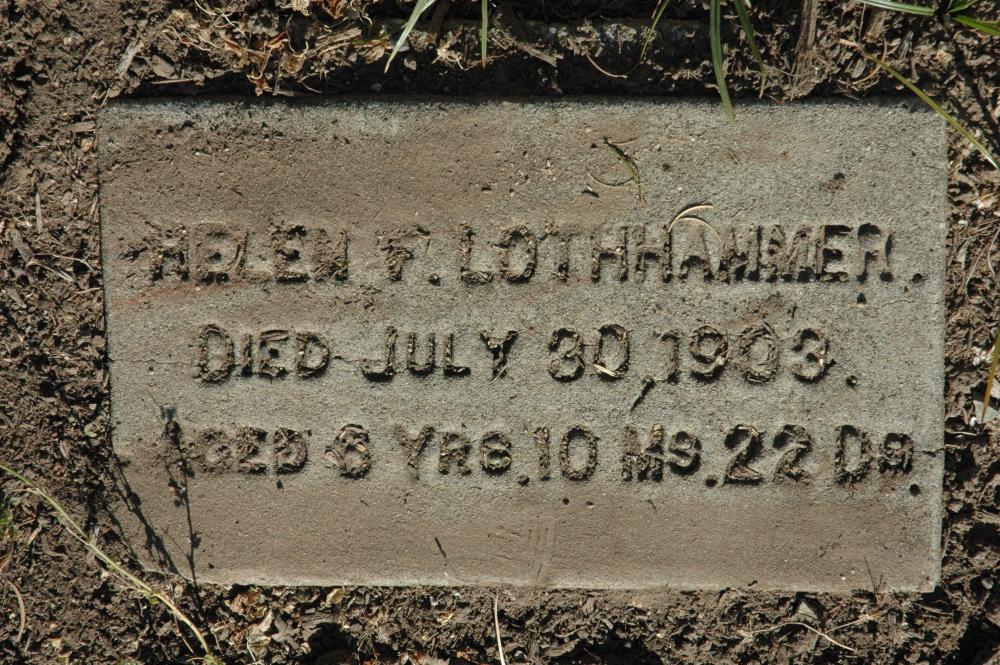 HELEN F. LOTHHAMMER.
DIED JULY 30, 1903.
AGED 6 YRS. 10 MS. 22 DS.